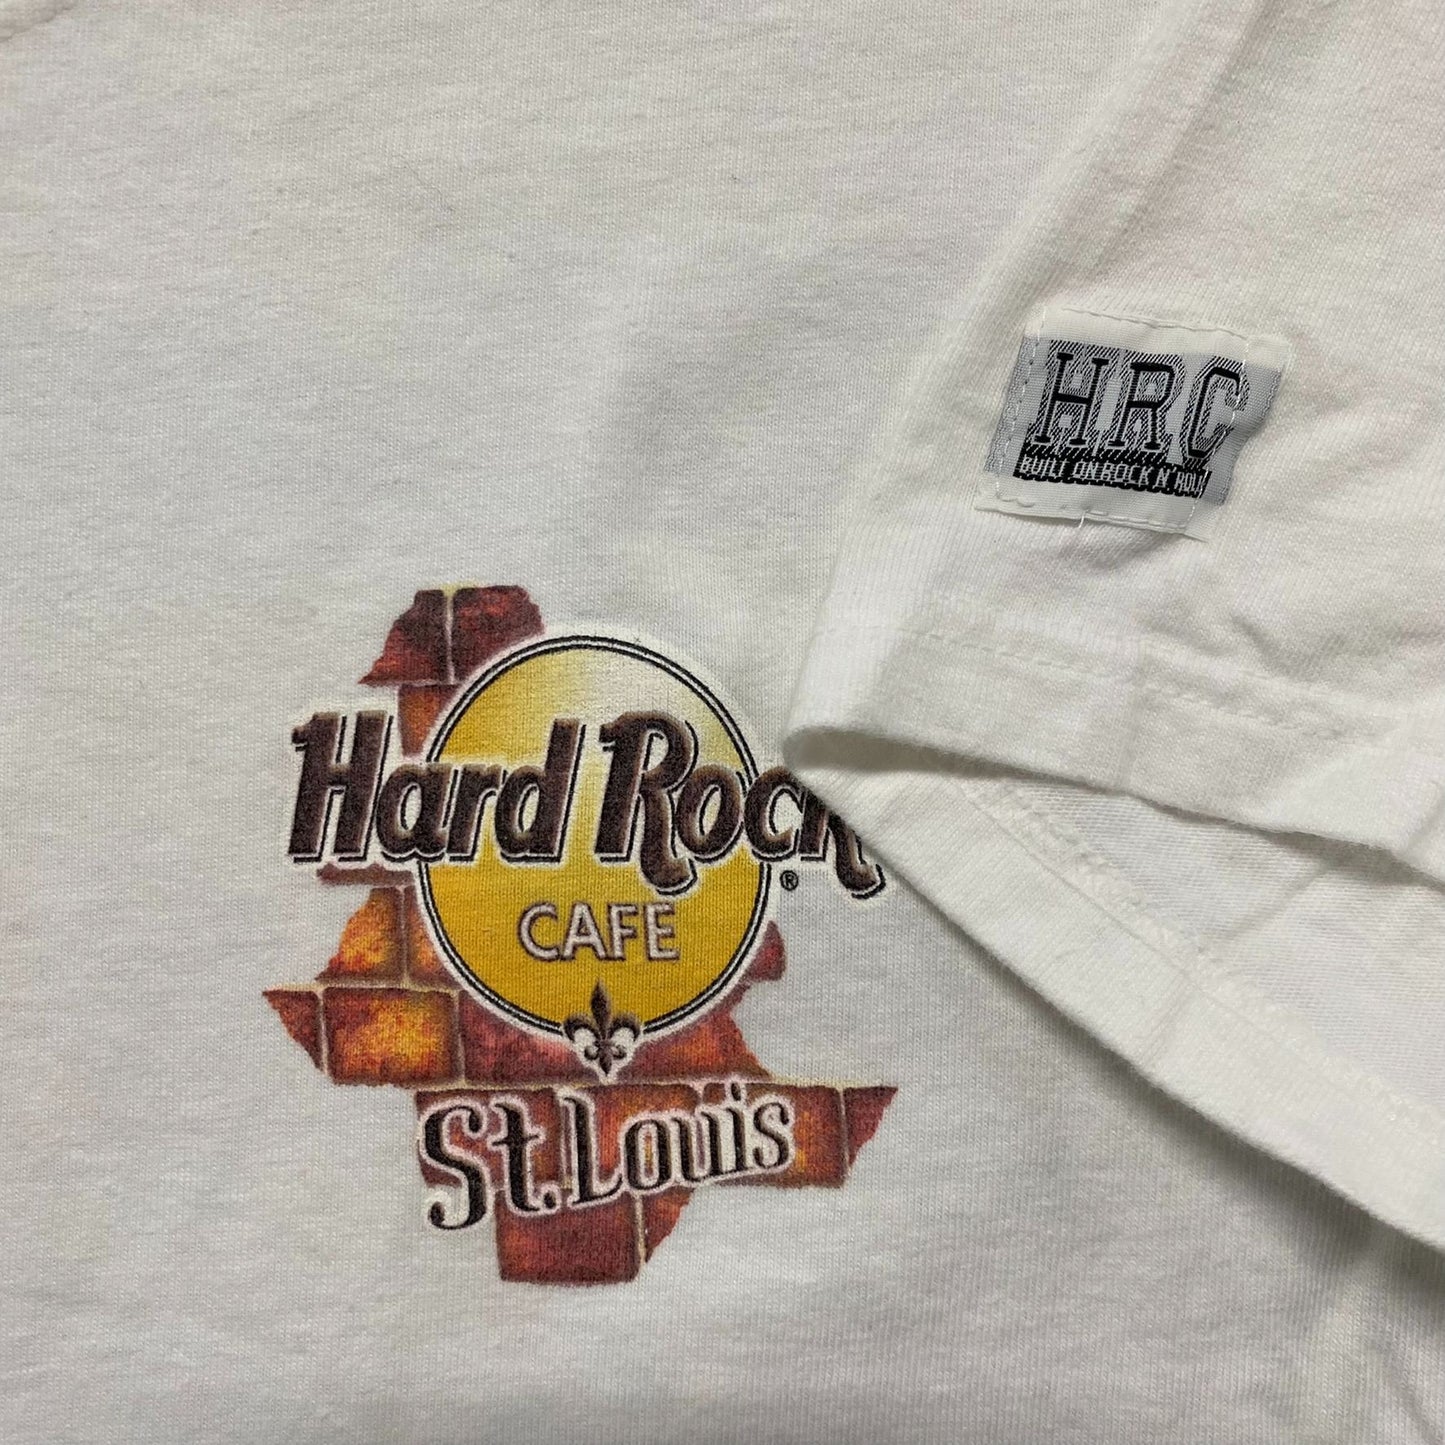 HRC
BUILT ON ROCK N' ROLL
Hard Rock
®
CAFE
St. Louis